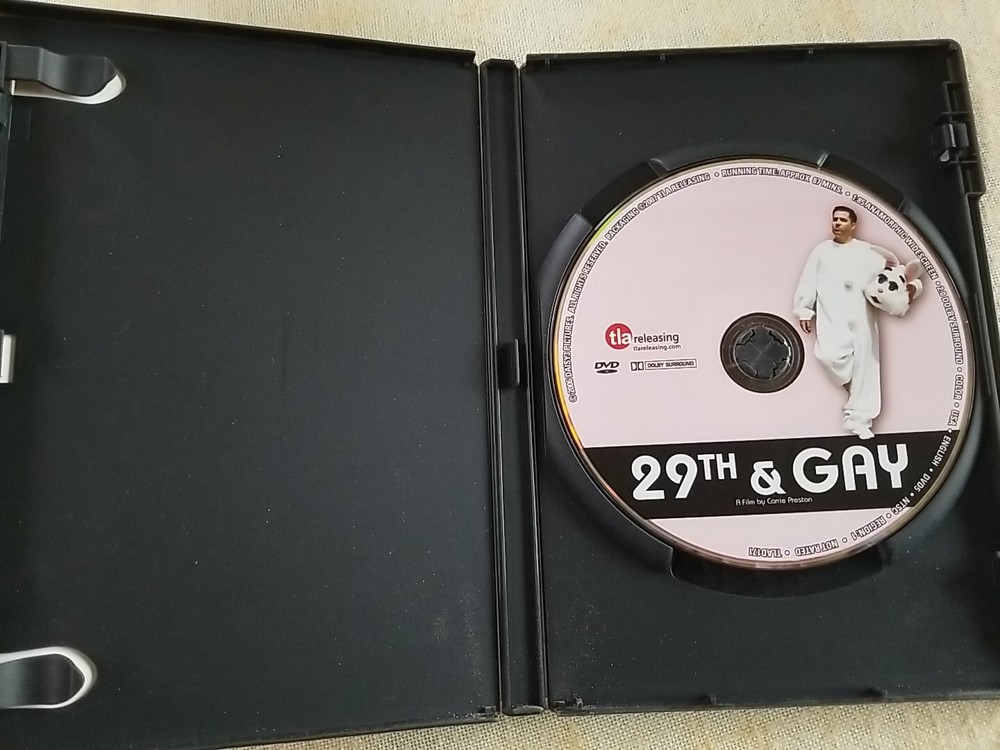 ©2006 DAISY3 PICTURES. ALL RIGHTS RESERVED. PACKAGING ©2007 TLA RELEASING • RUNNING TIME: APPROX. 87 MINS. • 1:85 ANAMORPHIC WIDESCREEN • 2.0 DOLBY SURROUND • COLOR • USA • ENGLISH • DVD5 • NTSC • REGION-1 • NOT RATED • TLAD171
tla releasing
tlareleasing.com
DVD DOLBY SURROUND
29TH & GAY
A Film by Carrie Preston